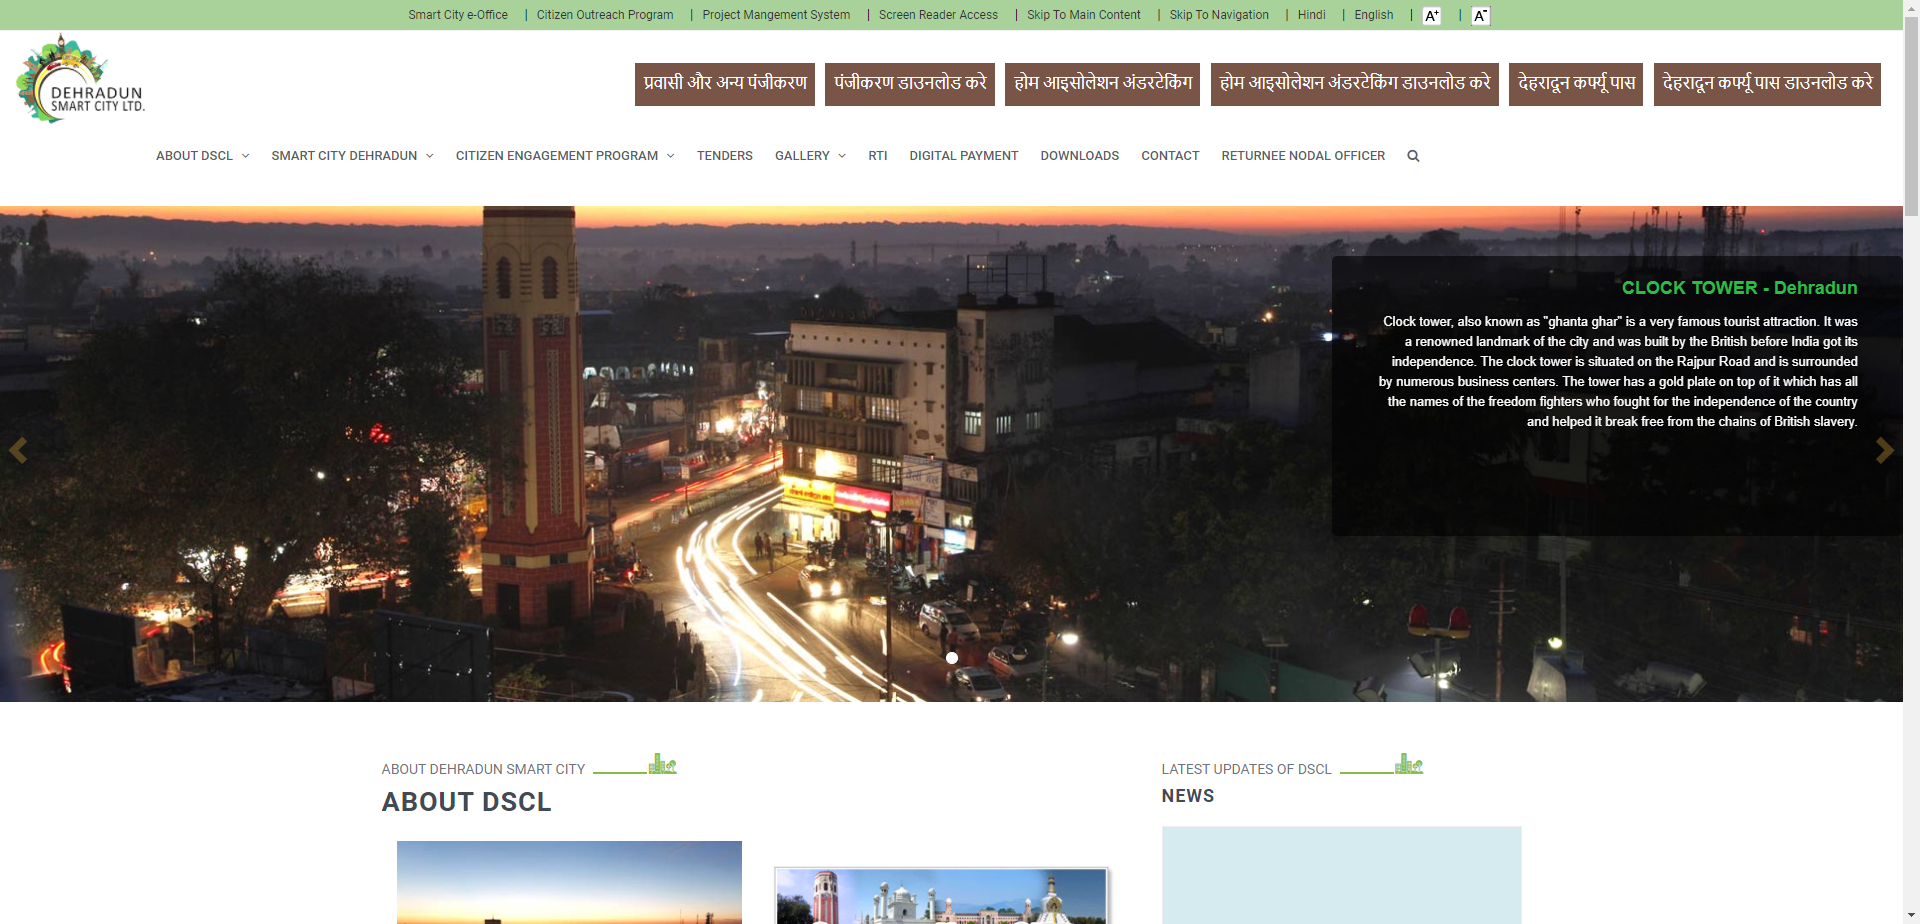 Smart City e-Office | Citizen Outreach Program | Project Mangement System | Screen Reader Access | Skip To Main Content | Skip To Navigation | Hindi | English | A+ | A-
DEHRADUN
SMART CITY LTD.
प्रवासी और अन्य पंजीकरण पंजीकरण डाउनलोड करे होम आइसोलेशन अंडरटेकिंग होम आइसोलेशन अंडरटेकिंग डाउनलोड करे देहरादून कर्फ्यू पास देहरादून कर्फ्यू पास डाउनलोड करे
ABOUT DSCL SMART CITY DEHRADUN CITIZEN ENGAGEMENT PROGRAM TENDERS GALLERY RTI DIGITAL PAYMENT DOWNLOADS CONTACT RETURNEE NODAL OFFICER
CLOCK TOWER - Dehradun
Clock tower, also known as "ghanta ghar" is a very famous tourist attraction. It was
a renowned landmark of the city and was built by the British before India got its
independence. The clock tower is situated on the Rajpur Road and is surrounded
by numerous business centers. The tower has a gold plate on top of it which has all
the names of the freedom fighters who fought for the independence of the country
and helped it break free from the chains of British slavery.
ABOUT DEHRADUN SMART CITY
ABOUT DSCL
LATEST UPDATES OF DSCL
NEWS